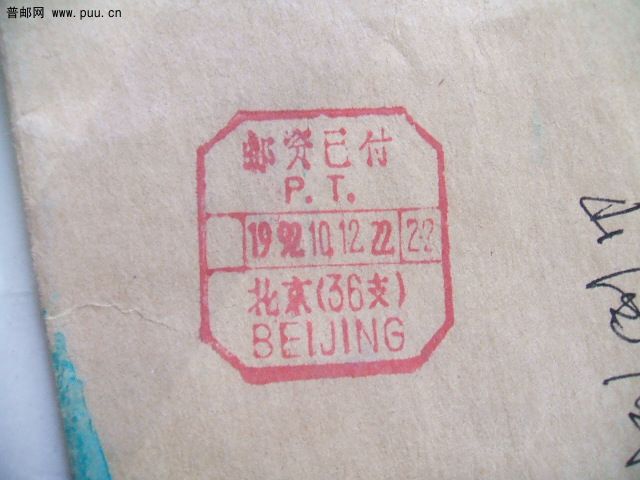 普邮网 www.puu.cn
邮资已付
P. T.
1992.10.12.22 22
北京(36支)
BEIJING